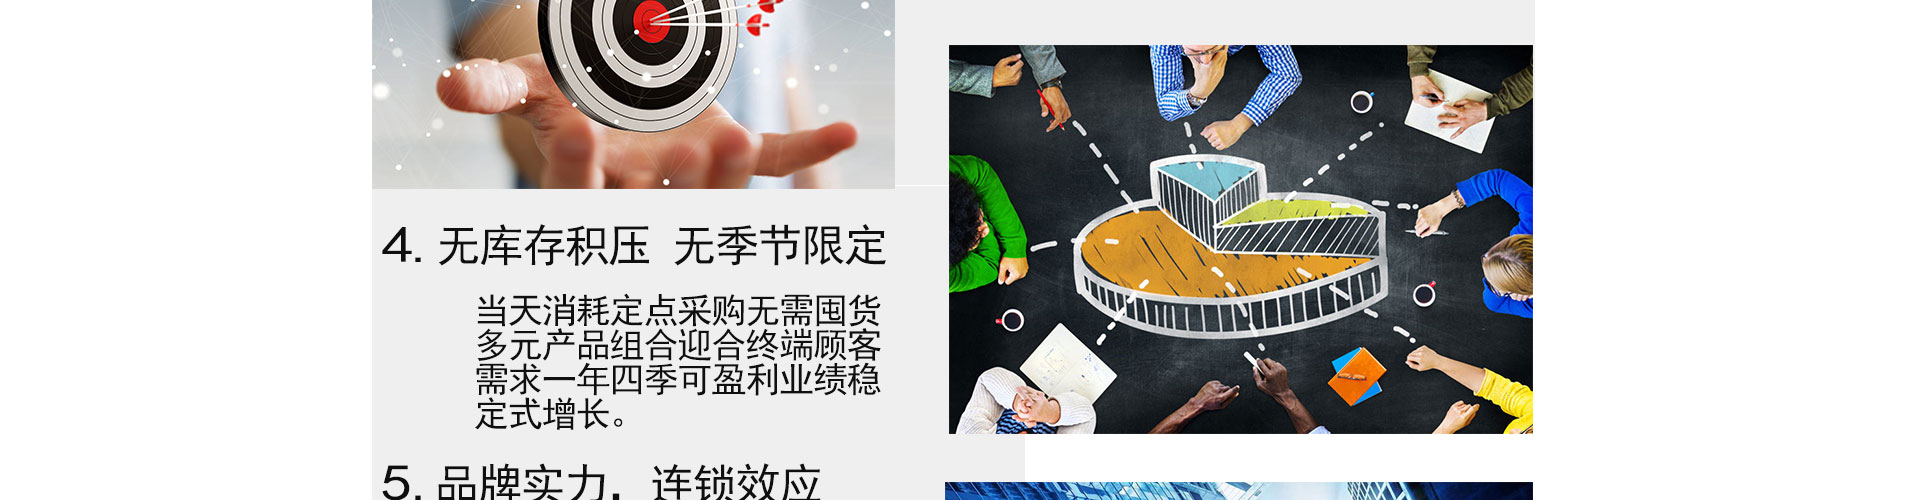 4. 无库存积压 无季节限定
当天消耗定点采购无需囤货
多元产品组合迎合终端顾客
需求一年四季可盈利业绩稳
定式增长。
5. 品牌实力，连锁效应